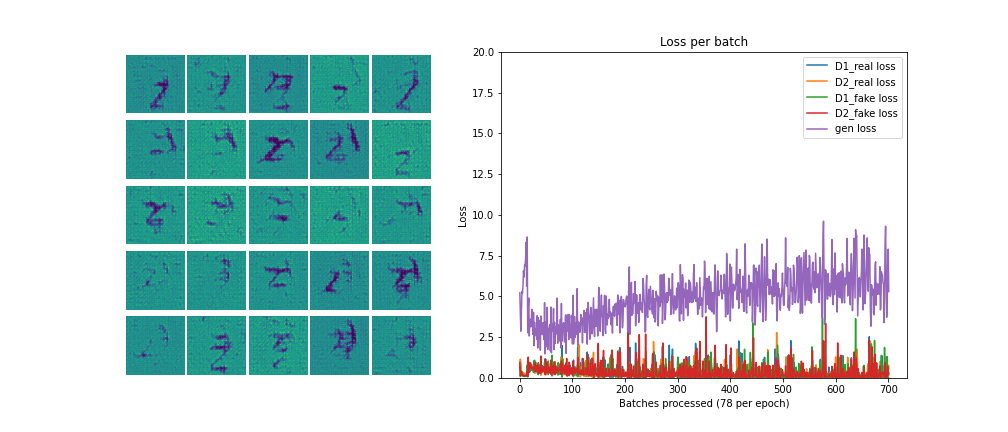 Loss per batch
20.0
17.5
15.0
12.5
10.0
7.5
5.0
2.5
0.0
Loss
D1_real loss
D2_real loss
D1_fake loss
D2_fake loss
gen loss
0 100 200 300 400 500 600 700
Batches processed (78 per epoch)